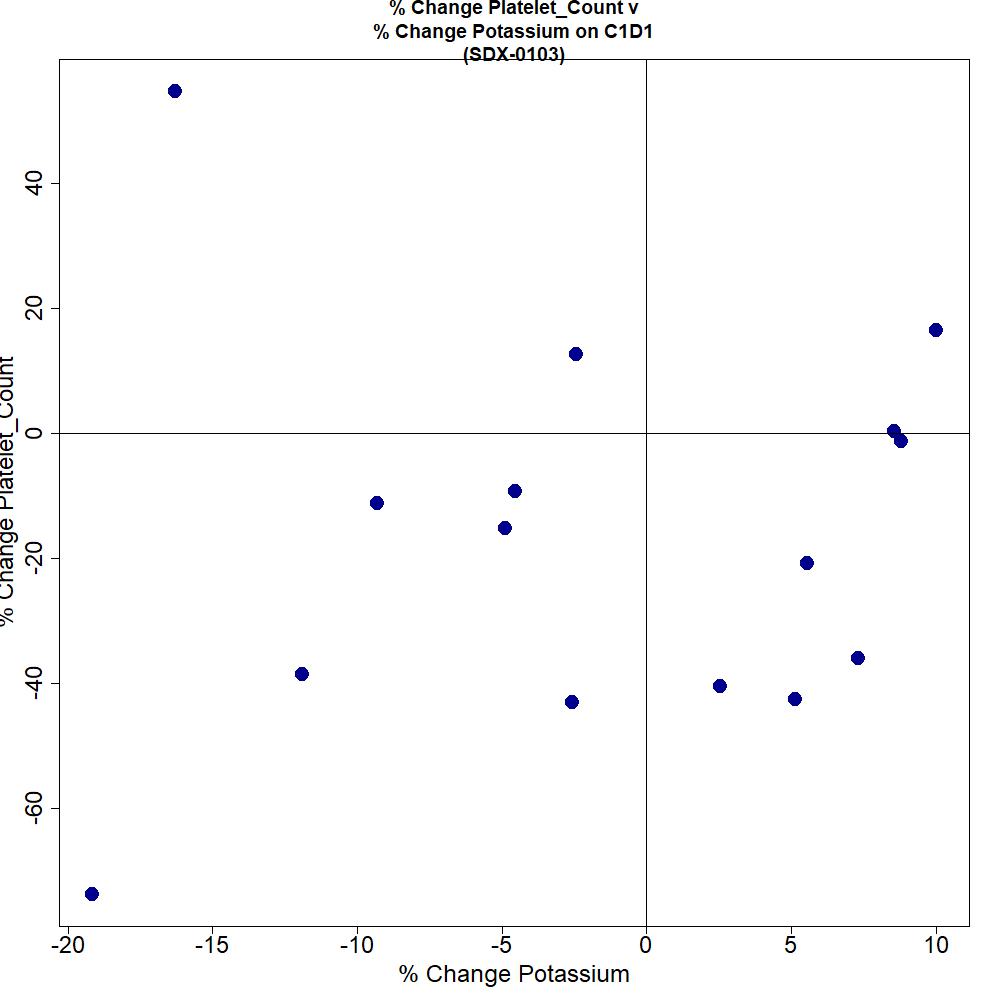 % Change Platelet_Count v
% Change Potassium on C1D1
(SDX-0103)
% Change Platelet_Count
40
20
0
-20
-40
-60
-20 -15 -10 -5 0 5 10
% Change Potassium